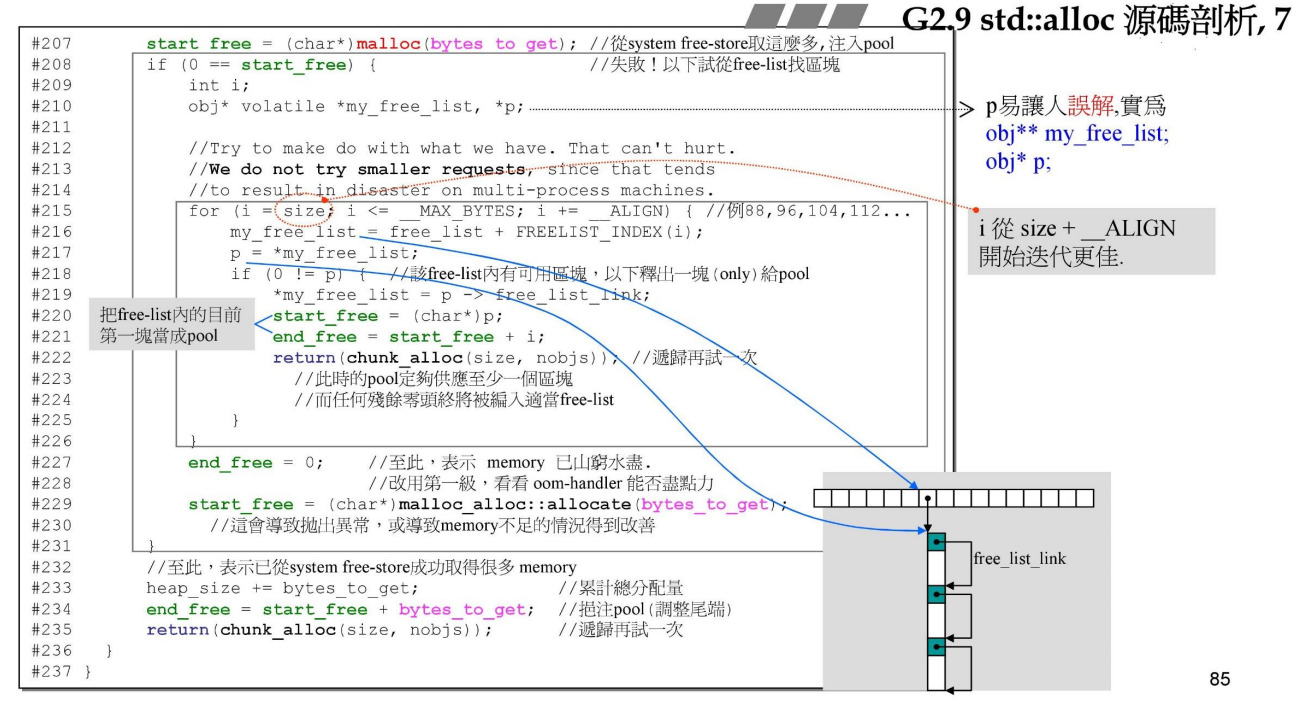 G2.9 std::alloc 源碼剖析, 7
#207 start_free = (char*)malloc(bytes_to_get); //從system free-store取這麼多,注入pool
#208 if (0 == start_free) { //失敗！以下試從free-list找區塊
#209 int i;
#210 obj* volatile *my_free_list, *p;
#211
#212 //Try to make do with what we have. That can't hurt.
#213 //We do not try smaller requests, since that tends
#214 //to result in disaster on multi-process machines.
#215 for (i = size; i <= __MAX_BYTES; i += __ALIGN) { //例88,96,104,112...
#216 my_free_list = free_list + FREELIST_INDEX(i);
#217 p = *my_free_list;
#218 if (0 != p) { //該free-list內有可用區塊，以下釋出一塊(only)給pool
#219 *my_free_list = p -> free_list_link;
#220 start_free = (char*)p;
#221 end_free = start_free + i;
#222 return(chunk_alloc(size, nobjs)); //遞歸再試一次
#223 //此時的pool定夠供應至少一個區塊
#224 //而任何殘餘零頭終將被編入適當free-list
#225 }
#226 }
#227 end_free = 0; //至此，表示 memory 已山窮水盡.
#228 //改用第一級，看看 oom-handler 能否盡點力
#229 start_free = (char*)malloc_alloc::allocate(bytes_to_get);
#230 //這會導致拋出異常，或導致memory不足的情況得到改善
#231 }
#232 //至此，表示已從system free-store成功取得很多 memory
#233 heap_size += bytes_to_get; //累計總分配量
#234 end_free = start_free + bytes_to_get; //挹注pool(調整尾端)
#235 return(chunk_alloc(size, nobjs)); //遞歸再試一次
#236 }
#237 }
把free-list內的目前
第一塊當成pool
p易讓人誤解,實爲
obj** my_free_list;
obj* p;
i 從 size + __ALIGN
開始迭代更佳.
free_list_link
85